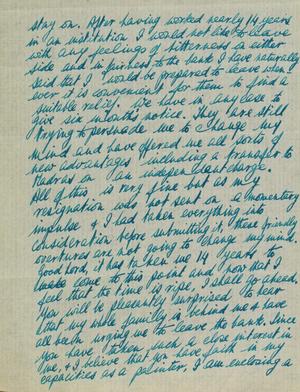 stay on. After having worked nearly 14 years
in an institution I would not like to leave
with any feelings of bitterness on either
side and in fairness to the bank I have naturally
said that I would be prepared to leave when
ever it is convenient for them to find a
suitable relief. We have in any case to
give six months notice. They are still
trying to persuade me to change my
mind and have offered me all sorts of
new advantages including a transfer to
Madras on an independent charge.
All of this is very fine but as my
resignation was not sent on a momentary
impulse & I had taken everything into
consideration before submitting it, these friendly
overtures are not going to change my mind.
Good Lord, it has taken me 14 years to
come to this point and now that I
feel that the time is ripe, I shall go ahead.
You will be pleasantly surprised to hear
that my whole family is behind me & have
all been urging me to leave the bank. Since
you have taken such a close interest in
me, & I believe that you have faith in my
capacities as a painter, I am enclosing a